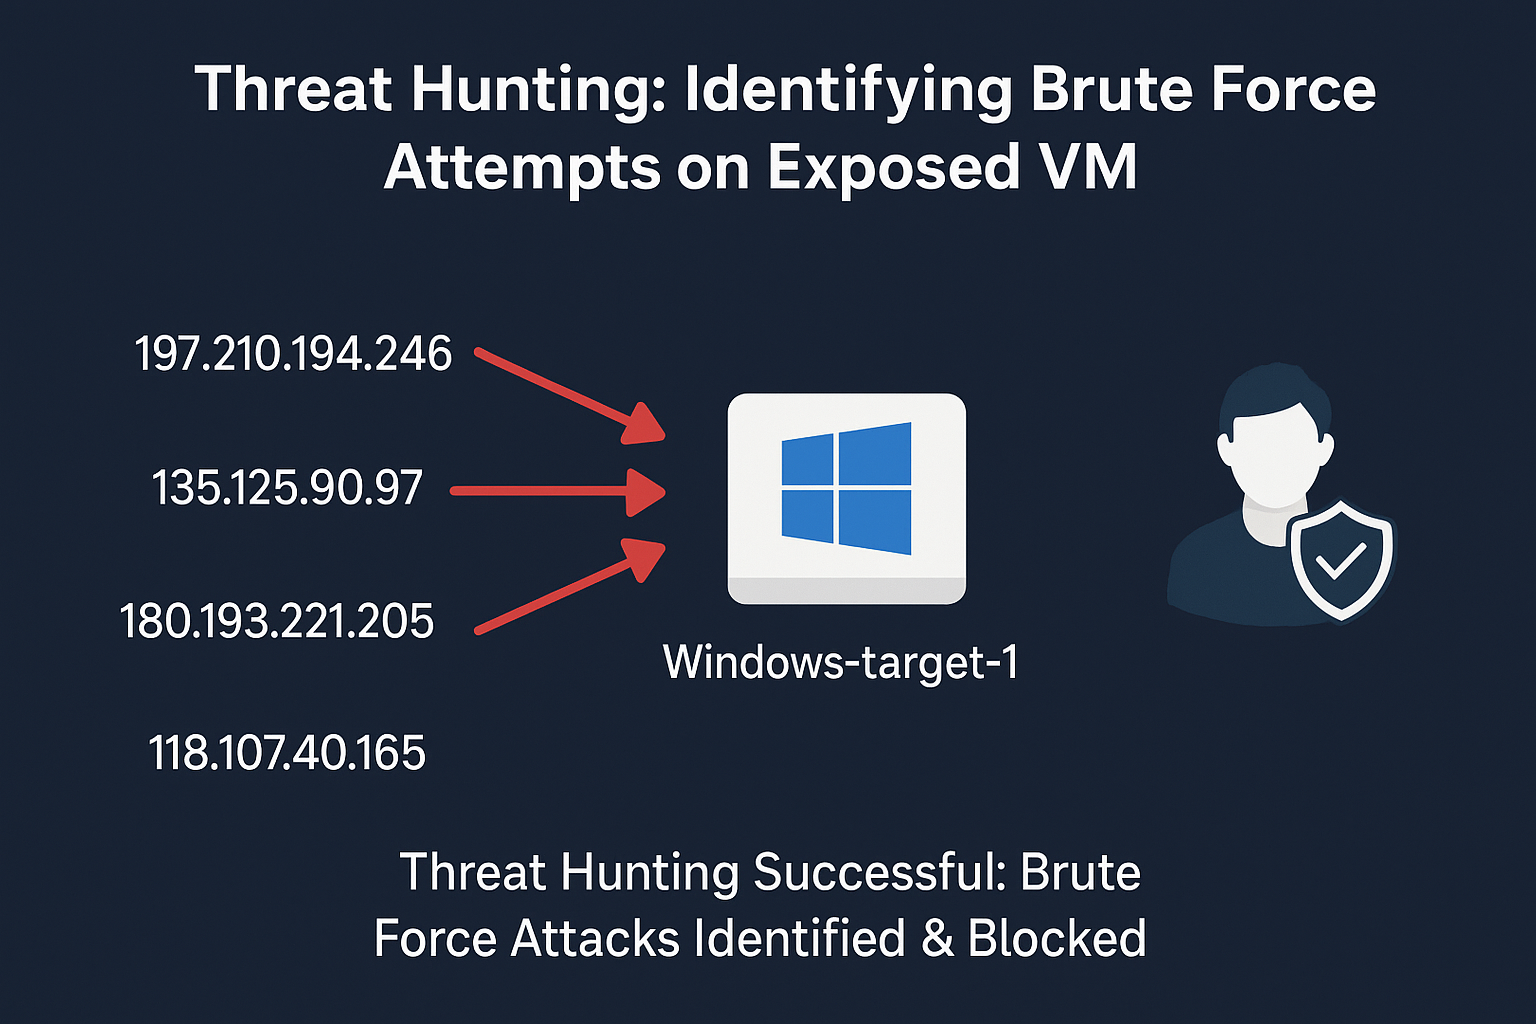 Threat Hunting: Identifying Brute Force
Attempts on Exposed VM
197.210.194.246
135.125.90.97
180.193.221.205
118.107.40.165
Windows-target-1
Threat Hunting Successful: Brute
Force Attacks Identified & Blocked